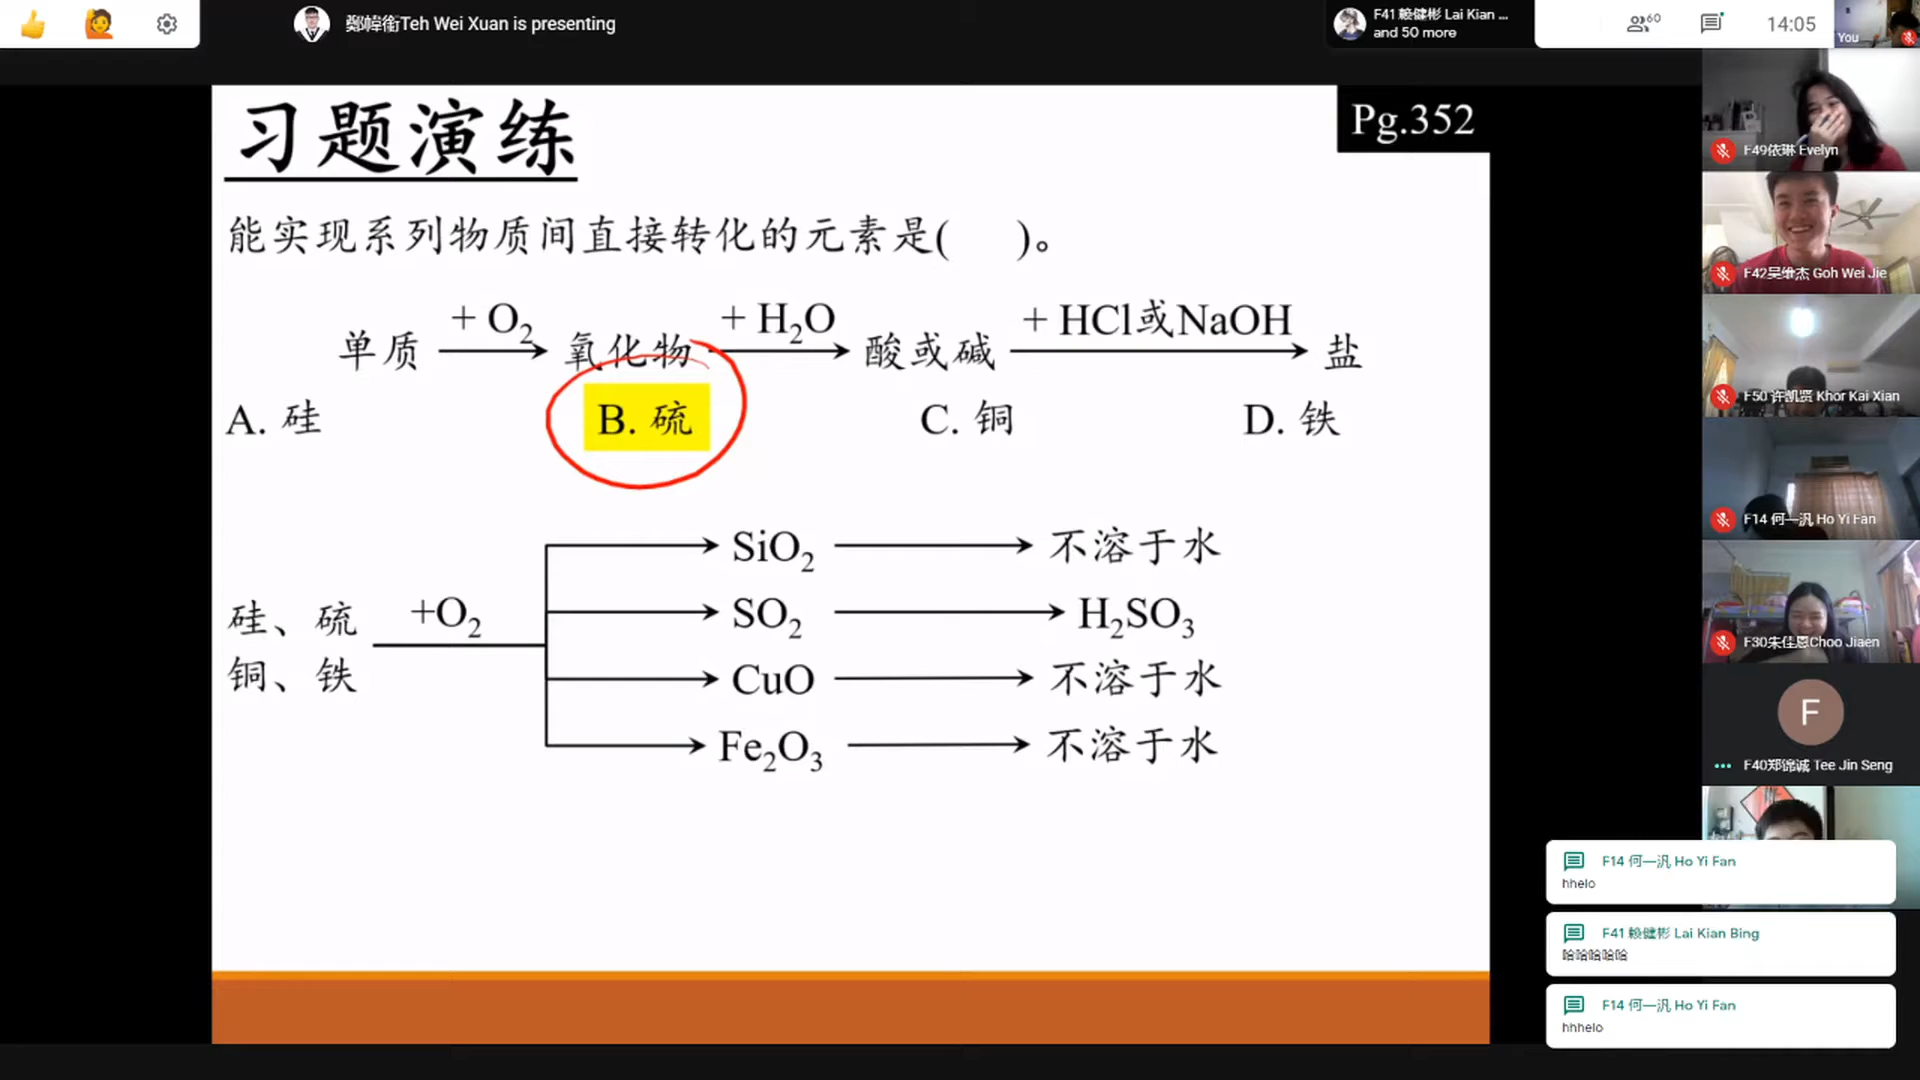 鄭幃衞Teh Wei Xuan is presenting
F41 赖健彬 Lai Kian ...
and 50 more
60
14:05
You
习题演练
Pg.352
能实现系列物质间直接转化的元素是(    )。
单质 + O₂ 氧化物 + H₂O 酸或碱 + HCl或NaOH 盐
A. 硅 B. 硫 C. 铜 D. 铁
硅、硫
铜、铁
+O₂
SiO₂ 不溶于水
SO₂ H₂SO₃
CuO 不溶于水
Fe₂O₃ 不溶于水
F49依琳 Evelyn
F42吴维杰 Goh Wei Jie
F50 许凯贤 Khor Kai Xian
F14 何一汎 Ho Yi Fan
F30朱佳恩Choo Jiaen
F
F40郑锦诚 Tee Jin Seng
F14 何一汎 Ho Yi Fan
hhelo
F41 赖健彬 Lai Kian Bing
哈哈哈哈哈
F14 何一汎 Ho Yi Fan
hhhelo